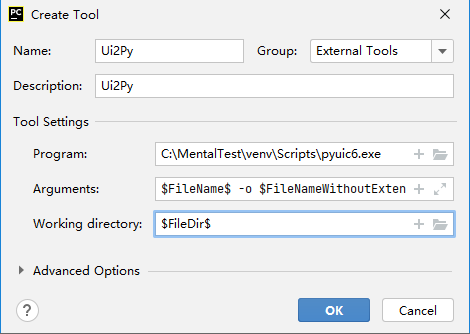 PC Create Tool
Name: Ui2Py Group: External Tools
Description: Ui2Py
Tool Settings
Program: C:\MentalTest\venv\Scripts\pyuic6.exe
Arguments: $FileName$ -o $FileNameWithoutExten
Working directory: $FileDir$
Advanced Options
? OK Cancel